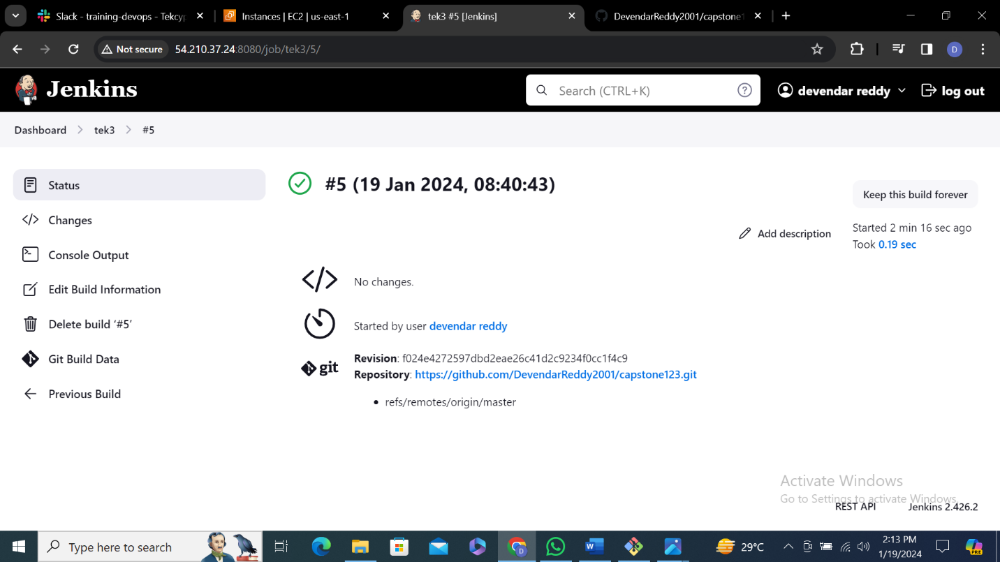 Slack - training-devops - Tekcyp
Instances | EC2 | us-east-1
tek3 #5 [Jenkins]
DevendarReddy2001/capstone1
Not secure
54.210.37.24:8080/job/tek3/5/
D
Jenkins
Search (CTRL+K)
?
devendar reddy
log out
Dashboard
tek3
#5
Status
Changes
Console Output
Edit Build Information
Delete build ‘#5’
Git Build Data
Previous Build
#5 (19 Jan 2024, 08:40:43)
Keep this build forever
Add description
Started 2 min 16 sec ago
Took 0.19 sec
No changes.
Started by user devendar reddy
git
Revision: f024e4272597dbd2eae26c41d2c9234f0cc1f4c9
Repository: https://github.com/DevendarReddy2001/capstone123.git
• refs/remotes/origin/master
Activate Windows
Go to Settings to activate Windows.
REST API
Jenkins 2.426.2
Type here to search
D
W
29°C
2:13 PM
1/19/2024
PRE